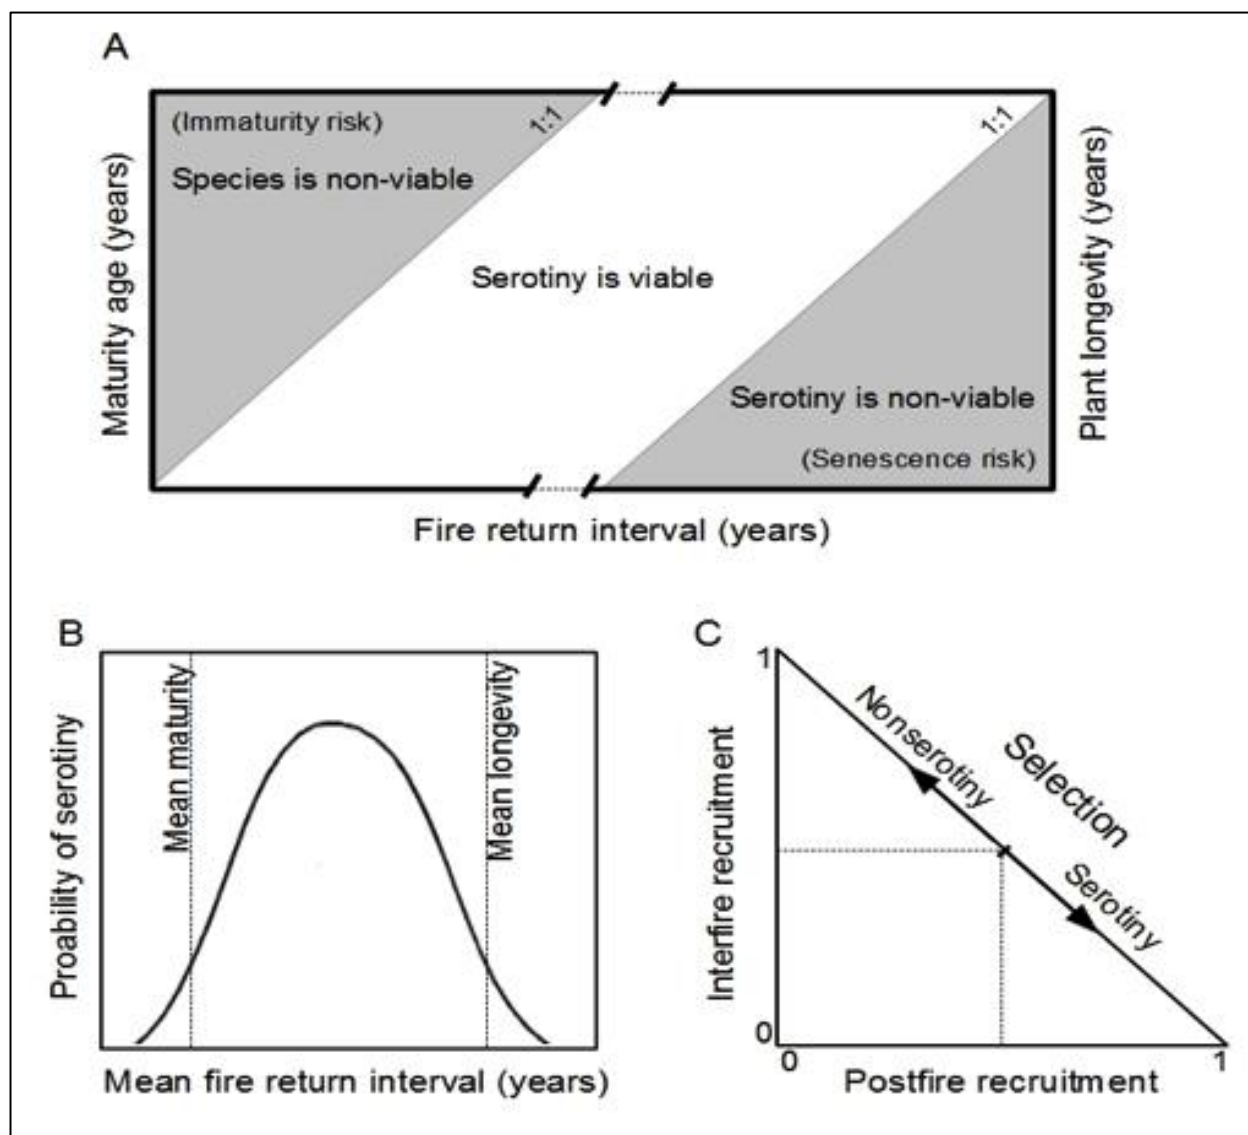 A
(Immaturity risk)
1:1
1:1
Species is non-viable
Maturity age (years)
Serotiny is viable
Plant longevity (years)
Serotiny is non-viable
(Senescence risk)
Fire return interval (years)
B
Proability of serotiny
Mean maturity
Mean longevity
Mean fire return interval (years)
C
1
Nonserotiny
Selection
Serotiny
Interfire recruitment
0
0
1
Postfire recruitment